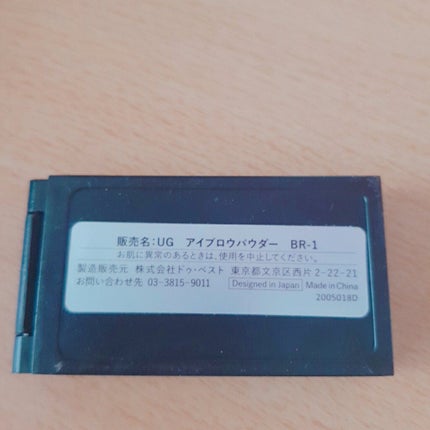 販売名:UG アイブロウパウダー BR-1
お肌に異常のあるときは、使用を中止してください。
製造販売元 株式会社ドゥ・ベスト 東京都文京区西片2-22-21
お問い合わせ先 03-3815-9011 Designed in Japan Made in China
2005018D